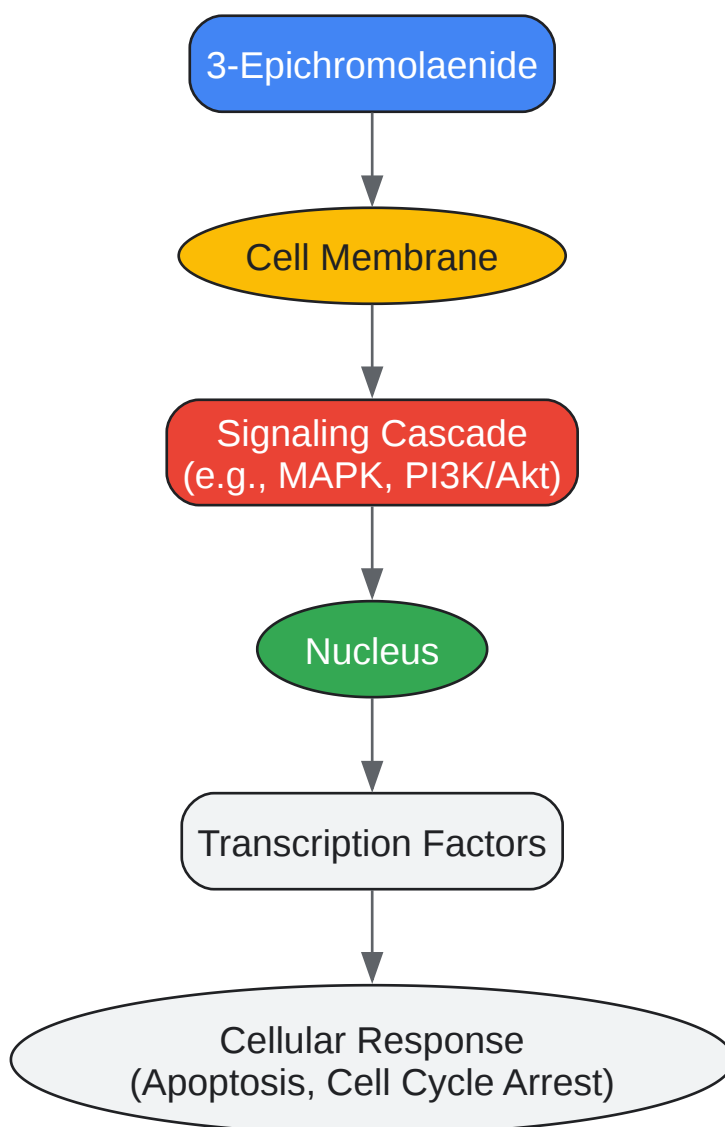 3-Epichromolaenide
Cell Membrane
Signaling Cascade
(e.g., MAPK, PI3K/Akt)
Nucleus
Transcription Factors
Cellular Response
(Apoptosis, Cell Cycle Arrest)